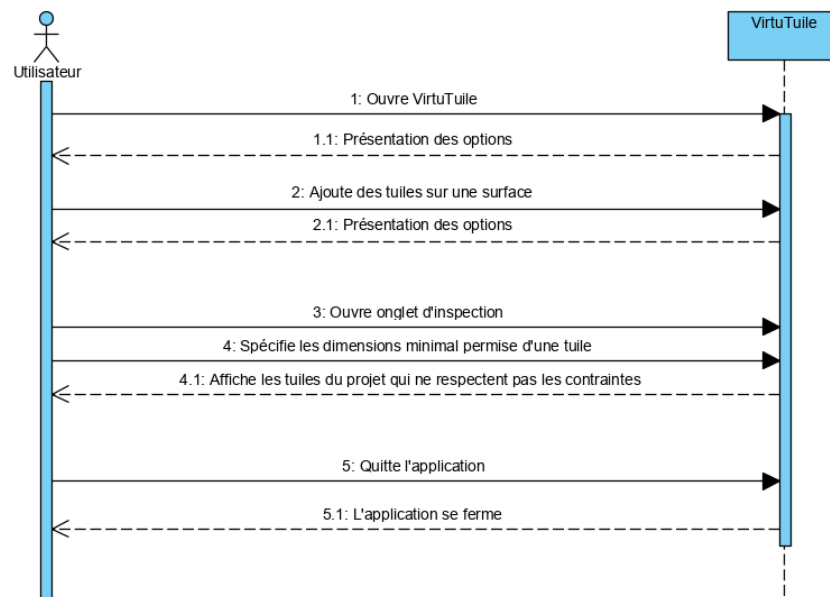 VirtuTuile
Utilisateur
1: Ouvre VirtuTuile
1.1: Présentation des options
2: Ajoute des tuiles sur une surface
2.1: Présentation des options
3: Ouvre onglet d'inspection
4: Spécifie les dimensions minimal permise d'une tuile
4.1: Affiche les tuiles du projet qui ne respectent pas les contraintes
5: Quitte l'application
5.1: L'application se ferme